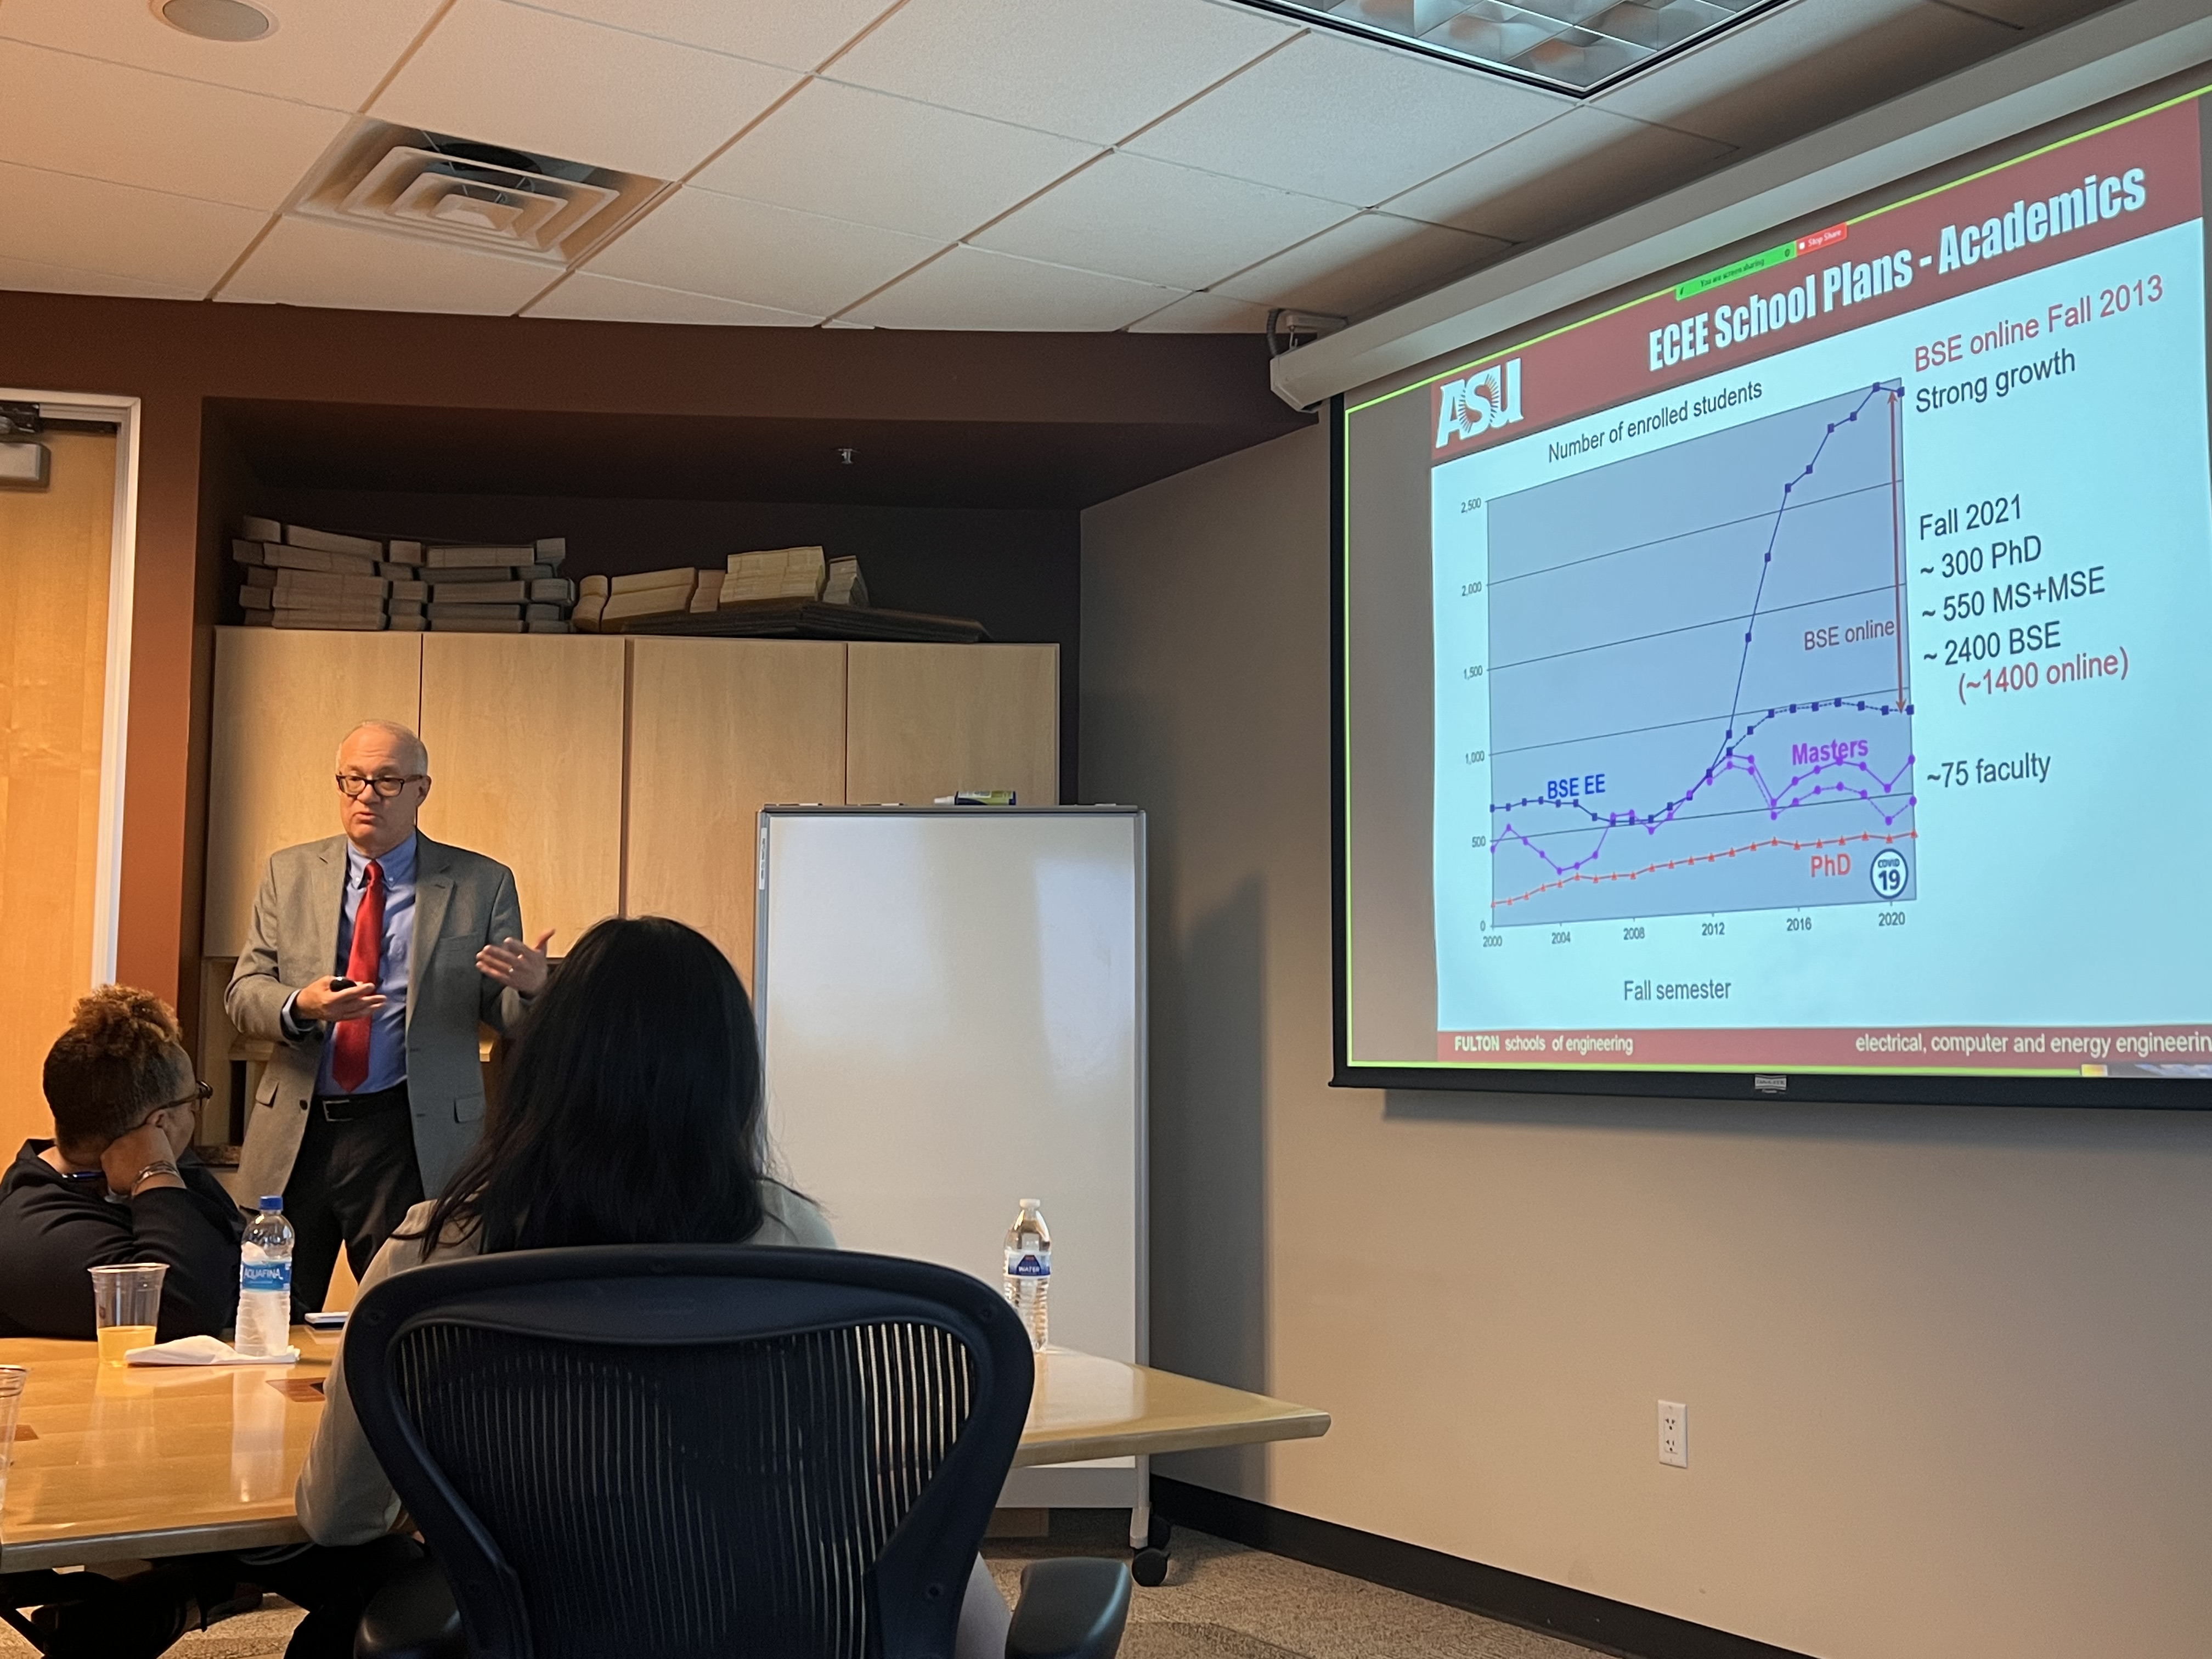 You are screen sharing
Stop Share
ECEE School Plans - Academics
ASU
Number of enrolled students
BSE online Fall 2013
Strong growth
2,500
2,000
1,500
1,000
500
0
BSE EE
BSE online
Masters
PhD
COVID
19
2000
2004
2008
2012
2016
2020
Fall semester
Fall 2021
~ 300 PhD
~ 550 MS+MSE
~ 2400 BSE
(~1400 online)
~75 faculty
FULTON schools of engineering
electrical, computer and energy engineerin
AQUAFINA
WATER